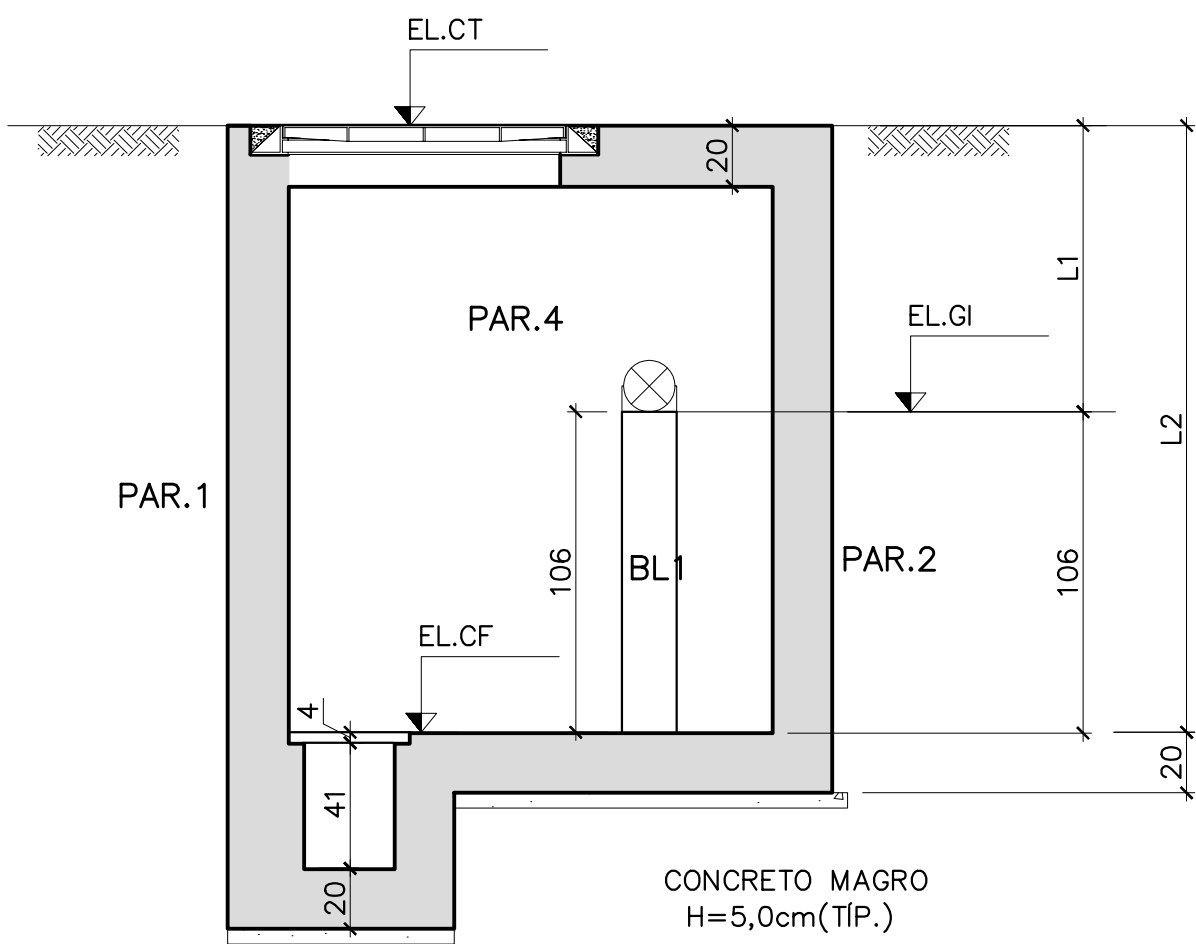 EL.CT
20
L1
PAR.4
EL.GI
L2
PAR.1
106
BL1
PAR.2
106
EL.CF
4
20
41
20
CONCRETO MAGRO
H=5,0cm(TÍP.)